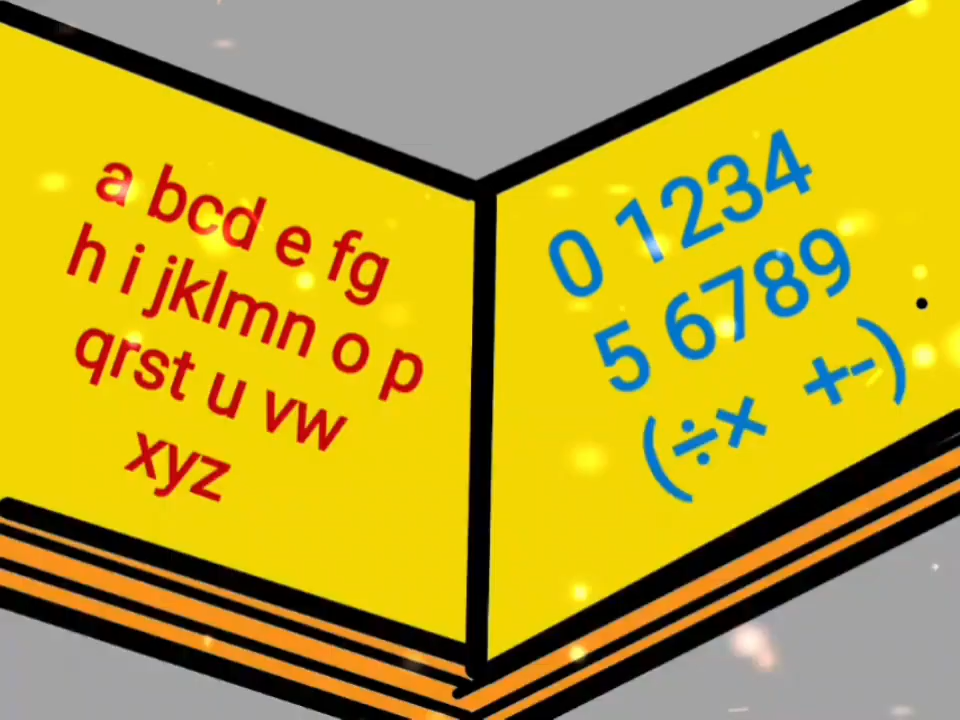 a bcd e fg
h i jklmn o p
qrst u vw
xyz
0 1234
5 6789
(÷× +-)